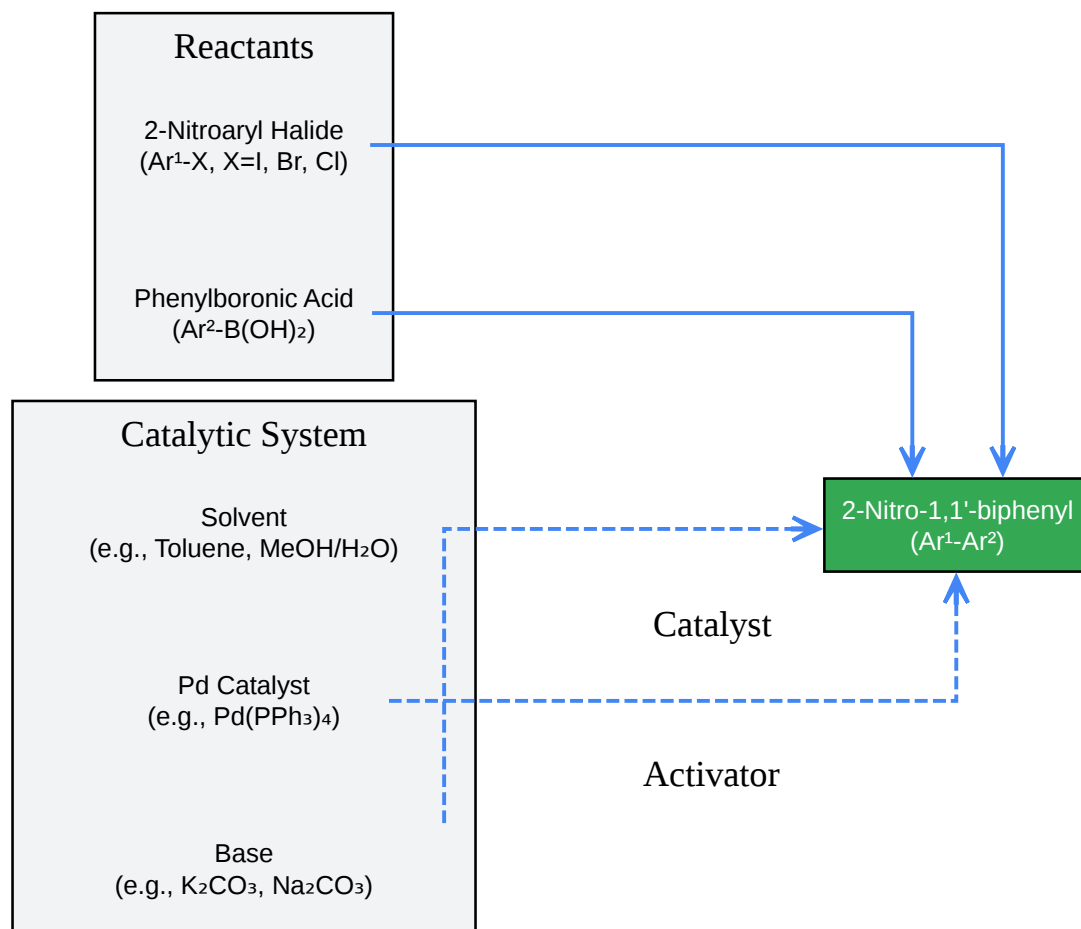 Reactants
2-Nitroaryl Halide
(Ar¹-X, X=I, Br, Cl)
Phenylboronic Acid
(Ar²-B(OH)₂)
Catalytic System
Solvent
(e.g., Toluene, MeOH/H₂O)
Pd Catalyst
(e.g., Pd(PPh₃)₄)
Base
(e.g., K₂CO₃, Na₂CO₃)
2-Nitro-1,1'-biphenyl
(Ar¹-Ar²)
Catalyst
Activator